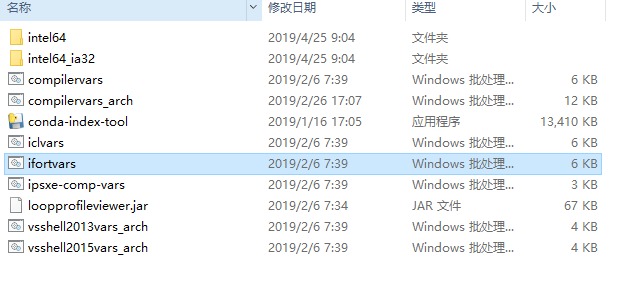 名称 修改日期 类型 大小
intel64 2019/4/25 9:04 文件夹
intel64_ia32 2019/4/25 9:04 文件夹
compilervars 2019/2/6 7:39 Windows 批处理... 6 KB
compilervars_arch 2019/2/26 17:07 Windows 批处理... 12 KB
conda-index-tool 2019/1/16 17:05 应用程序 13,410 KB
iclvars 2019/2/6 7:39 Windows 批处理... 6 KB
ifortvars 2019/2/6 7:39 Windows 批处理... 6 KB
ipsxe-comp-vars 2019/2/6 7:39 Windows 批处理... 3 KB
loopprofileviewer.jar 2019/2/6 7:34 JAR 文件 67 KB
vsshell2013vars_arch 2019/2/6 7:39 Windows 批处理... 4 KB
vsshell2015vars_arch 2019/2/6 7:39 Windows 批处理... 4 KB